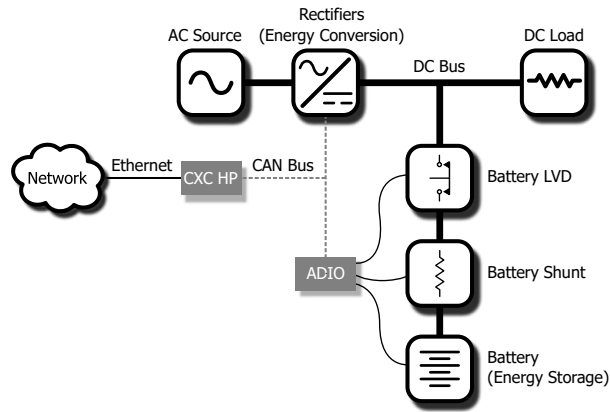 Rectifiers
AC Source
(Energy Conversion)
DC Load
DC Bus
Ethernet
CAN Bus
Network
CXC HP
Battery LVD
ADIO
Battery Shunt
Battery
(Energy Storage)